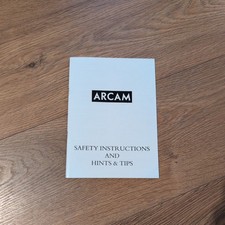 ARCAM
SAFETY INSTRUCTIONS
AND
HINTS & TIPS